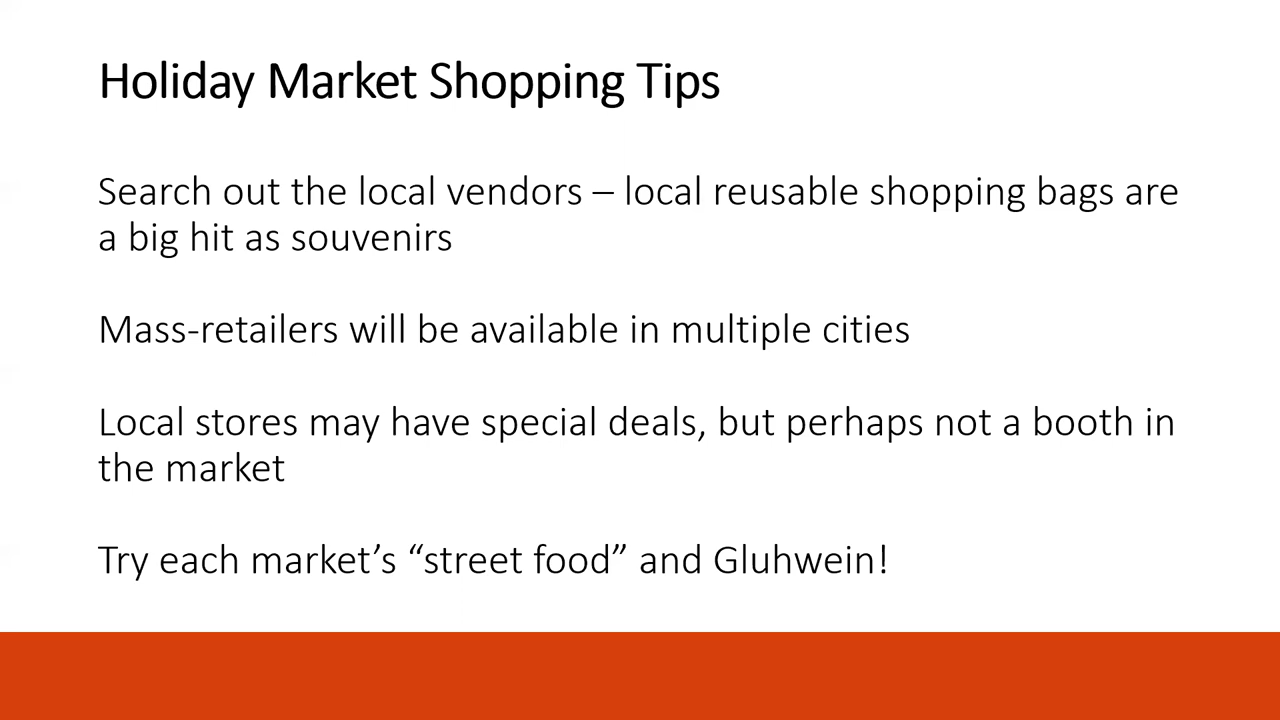 Holiday Market Shopping Tips
Search out the local vendors – local reusable shopping bags are
a big hit as souvenirs
Mass-retailers will be available in multiple cities
Local stores may have special deals, but perhaps not a booth in
the market
Try each market’s “street food” and Gluhwein!